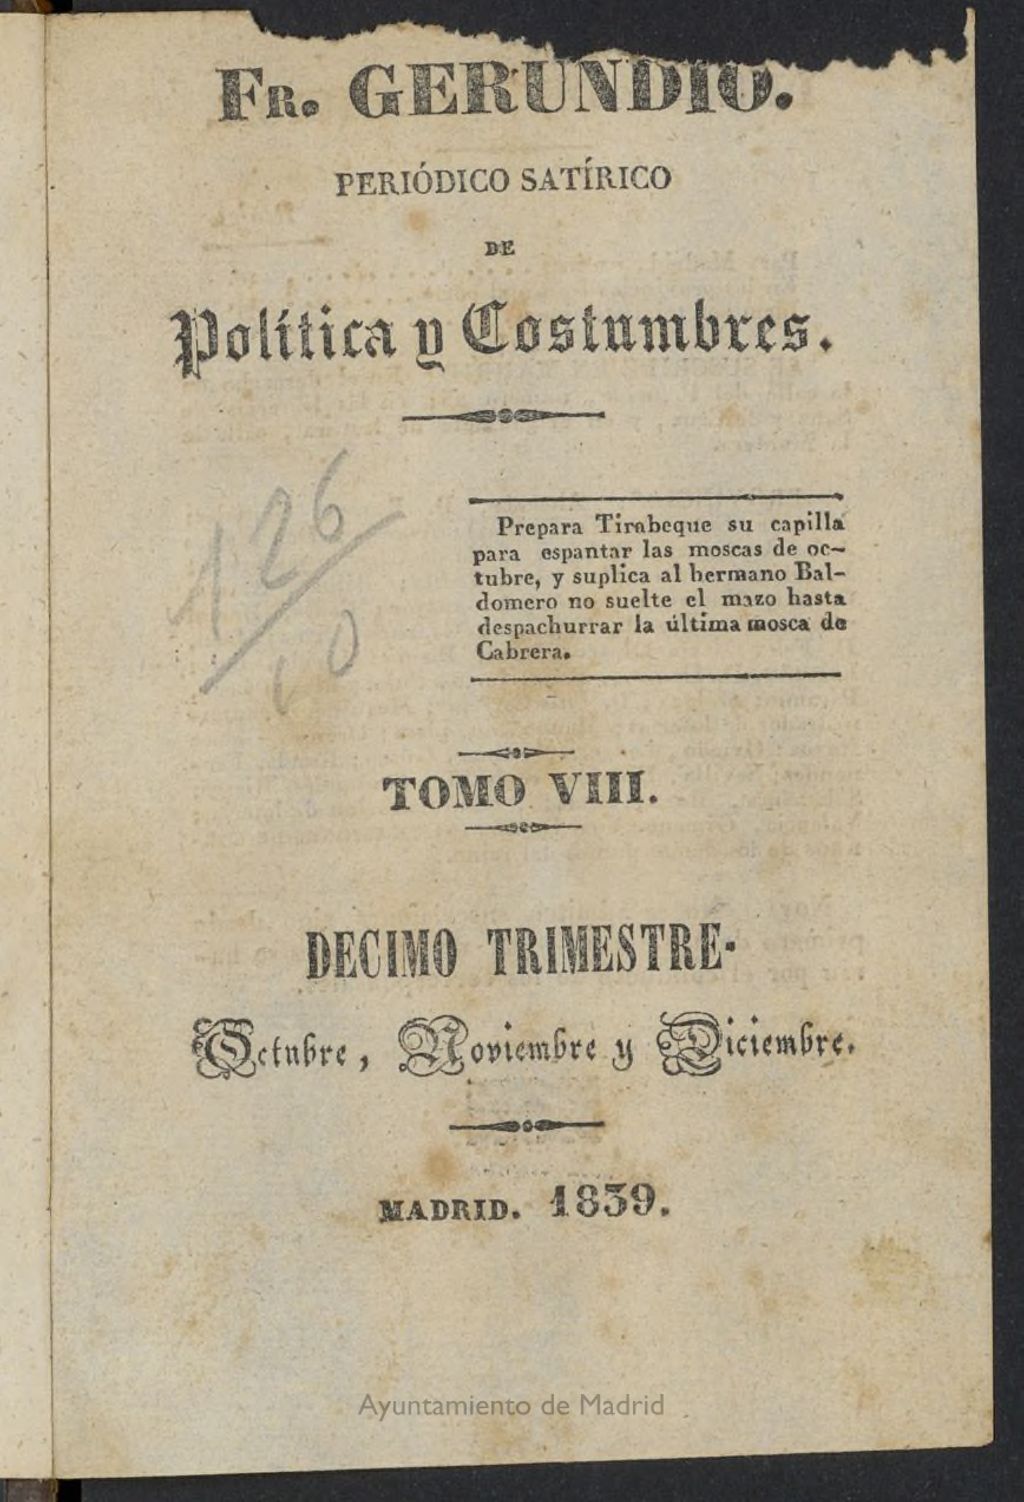 FR. GERUNDIO.
PERIÓDICO SATÍRICO
DE
Política y Costumbres.
126
10
Prepara Tirabeque su capilla
para espantar las moscas de oc-
tubre, y suplica al hermano Bal-
domero no suelte el mazo hasta
despachurrar la última mosca de
Cabrera.
TOMO VIII.
DECIMO TRIMESTRE.
Octubre, Noviembre y Diciembre.
MADRID. 1839.
Ayuntamiento de Madrid